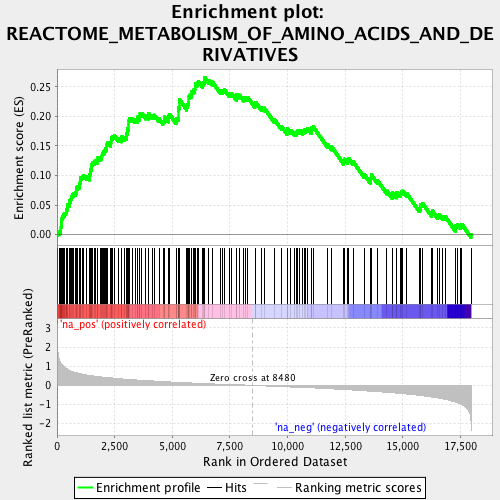 Enrichment plot:
REACTOME_METABOLISM_OF_AMINO_ACIDS_AND_DE
RIVATIVES
Enrichment score (ES)
0.25
0.20
0.15
0.10
0.05
0.00
'na_pos' (positively correlated)
Ranked list metric (PreRanked)
3
2
1
0
-1
-2
Zero cross at 8480
'na_neg' (negatively correlated)
0
2,500
5,000
7,500
10,000
12,500
15,000
17,500
Rank in Ordered Dataset
Enrichment profile
Hits
Ranking metric scores